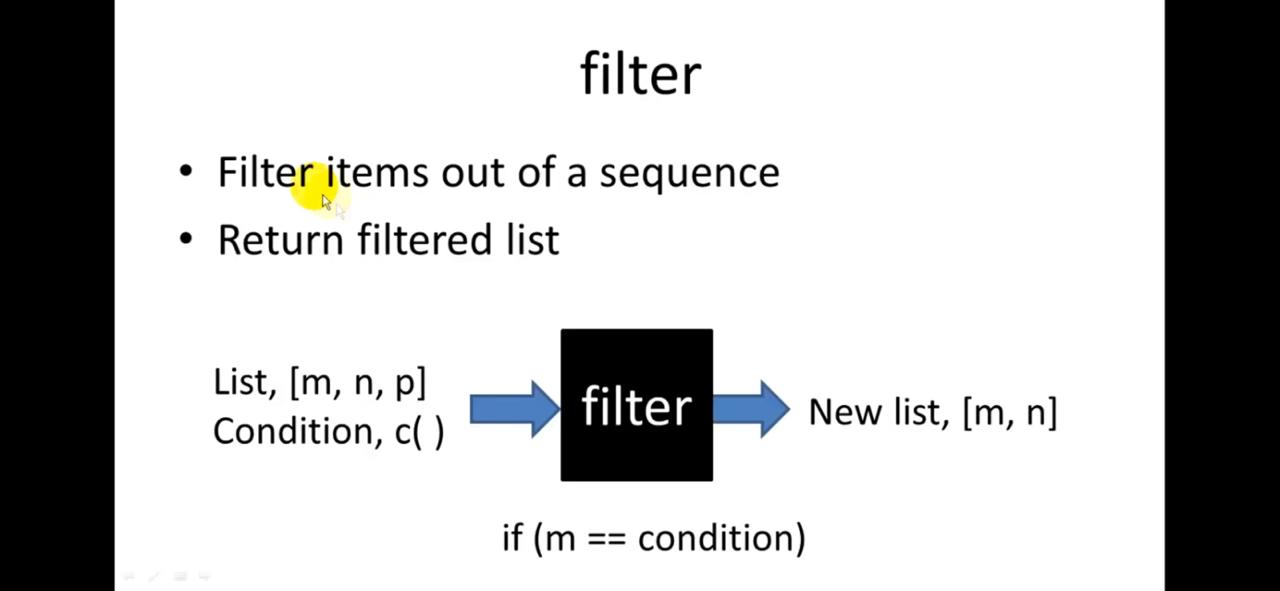 filter
• Filter items out of a sequence
• Return filtered list
List, [m, n, p]
Condition, c( )
filter
New list, [m, n]
if (m == condition)